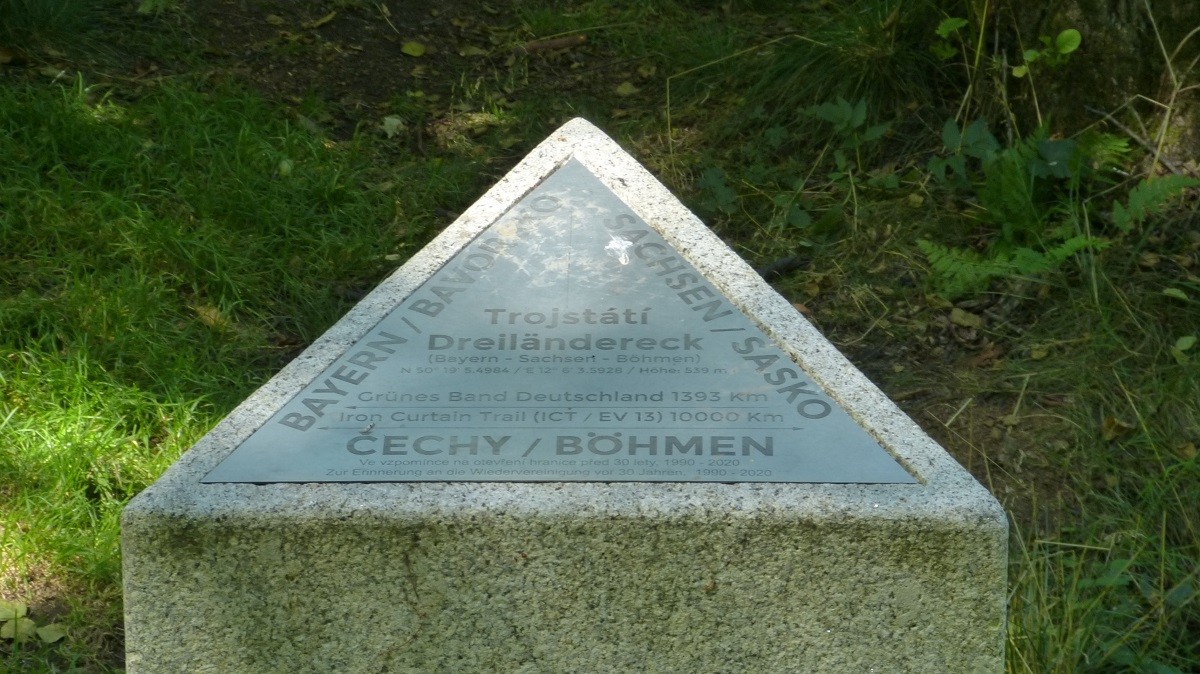 BAYERN / BAVORSKO
SACHSEN / SASKO
Trojstátí
Dreiländereck
(Bayern - Sachsen - Böhmen)
N 50° 19' 5.4984 / E 12° 6' 3.5928 / Höhe: 539 m
Grünes Band Deutschland 1393 Km
Iron Curtain Trail (ICT / EV 13) 10000 Km
ČECHY / BÖHMEN
Ve vzpomínce na otevření hranice před 30 lety, 1990 - 2020
Zur Erinnerung an die Wiedervereinigung vor 30 Jahren, 1990 - 2020